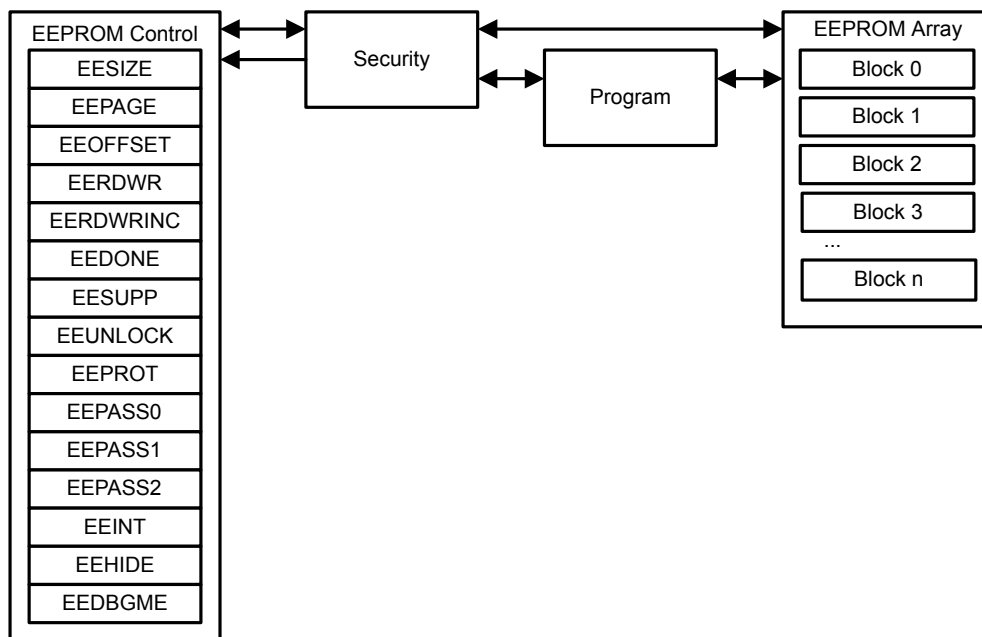 EEPROM Control
EESIZE
EEPAGE
EEOFFSET
EERDWR
EERDWRINC
EEDONE
EESUPP
EEUNLOCK
EEPROT
EEPASS0
EEPASS1
EEPASS2
EEINT
EEHIDE
EEDBGME
Security
Program
EEPROM Array
Block 0
Block 1
Block 2
Block 3
...
Block n